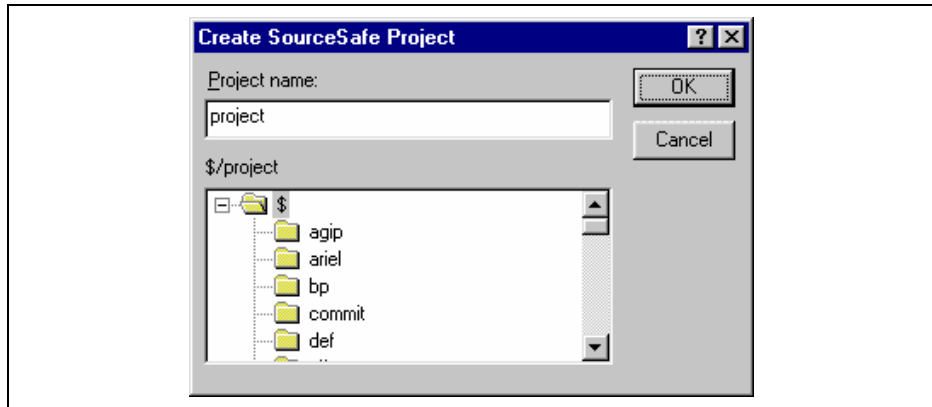 Create SourceSafe Project
Project name:
OK
project
Cancel
$/project
$
agip
ariel
bp
commit
def